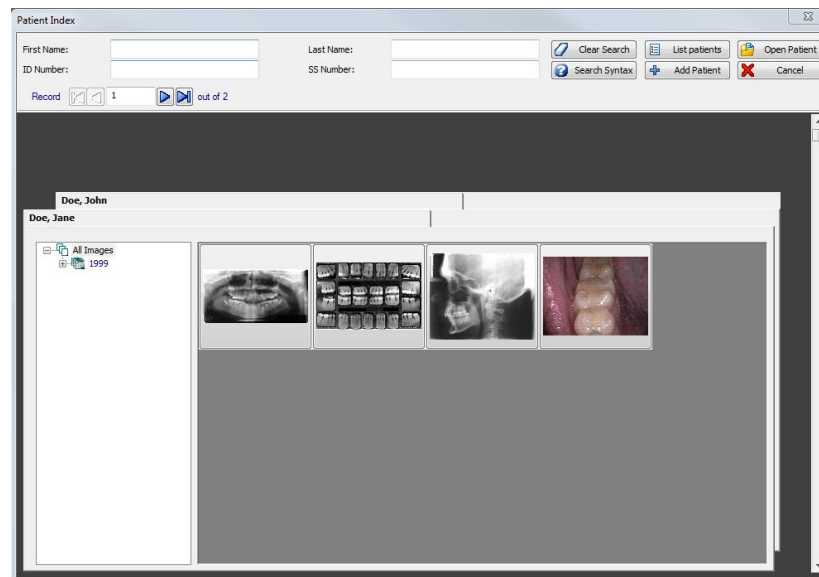 Patient Index
First Name: Last Name: Clear Search List patients Open Patient
ID Number: SS Number: Search Syntax Add Patient Cancel
Record 1 out of 2
Doe, John
Doe, Jane
All Images
1999